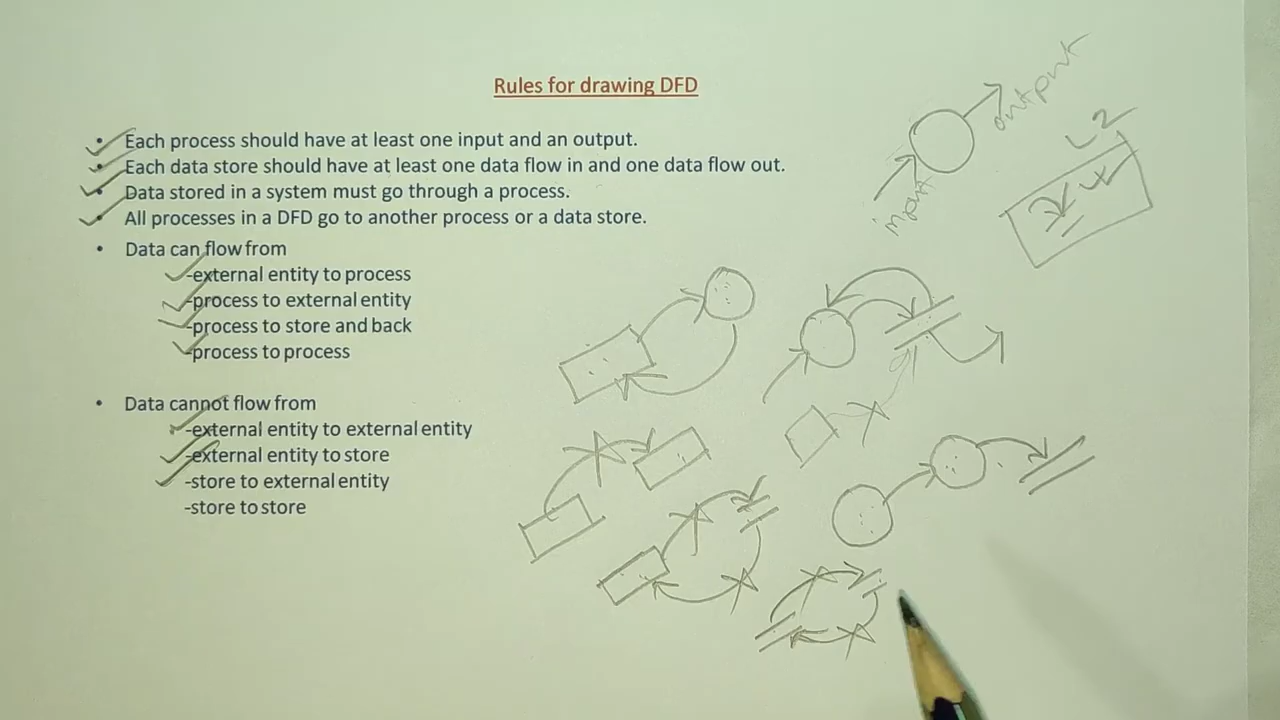 Rules for drawing DFD
• Each process should have at least one input and an output.
• Each data store should have at least one data flow in and one data flow out.
• Data stored in a system must go through a process.
• All processes in a DFD go to another process or a data store.
• Data can flow from
-external entity to process
-process to external entity
-process to store and back
-process to process
• Data cannot flow from
-external entity to external entity
-external entity to store
-store to external entity
-store to store
input
output
L2